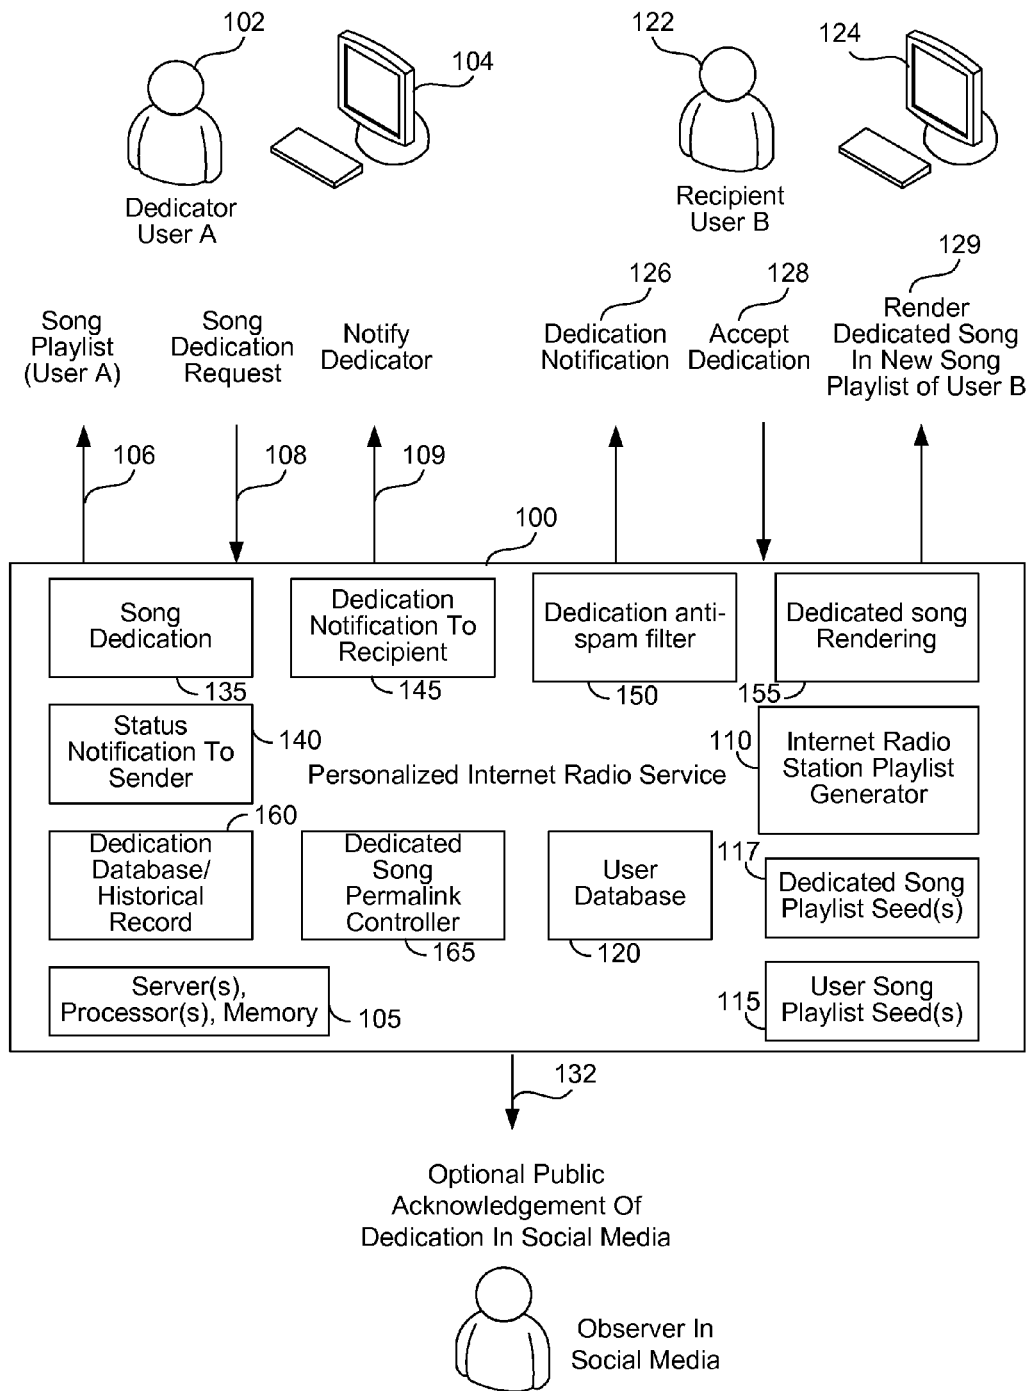 102
104
122
124
Dedicator
User A
Recipient
User B
126
128
129
Song
Playlist
(User A)
Song
Dedication
Request
Notify
Dedicator
Dedication
Notification
Accept
Dedication
Render
Dedicated Song
In New Song
Playlist of User B
106
108
109
100
Song
Dedication
135
Dedication
Notification To
Recipient
145
Dedication anti-
spam filter
150
Dedicated song
Rendering
155
Status
Notification To
Sender
140
Personalized Internet Radio Service
110
Internet Radio
Station Playlist
Generator
160
Dedication
Database/
Historical
Record
Dedicated
Song
Permalink
Controller
165
User
Database
120
117
Dedicated Song
Playlist Seed(s)
Server(s),
Processor(s), Memory
105
115
User Song
Playlist Seed(s)
132
Optional Public
Acknowledgement Of
Dedication In Social Media
Observer In
Social Media